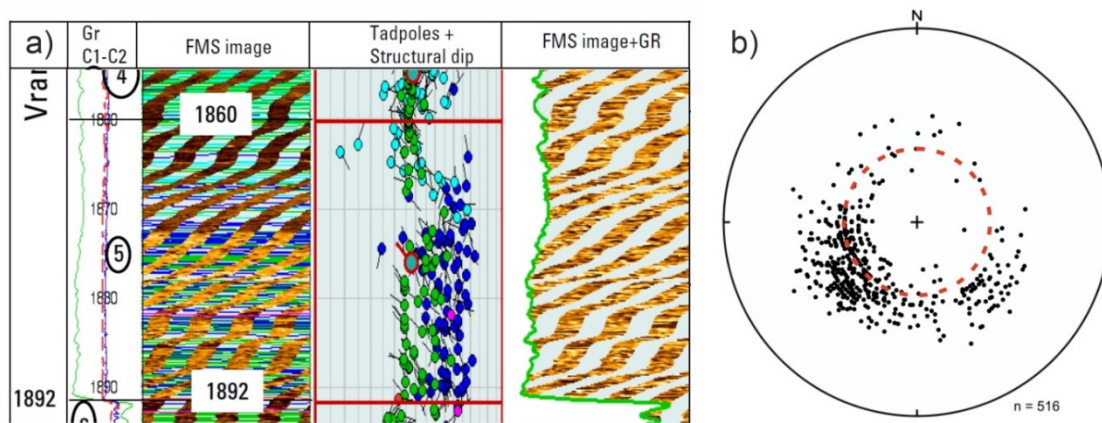 a)
Gr
C1-C2
FMS image
Tadpoles +
Structural dip
FMS image+GR
b)
N
Vran
4
1860
1870
5
1880
1890
1892
1892
n = 516